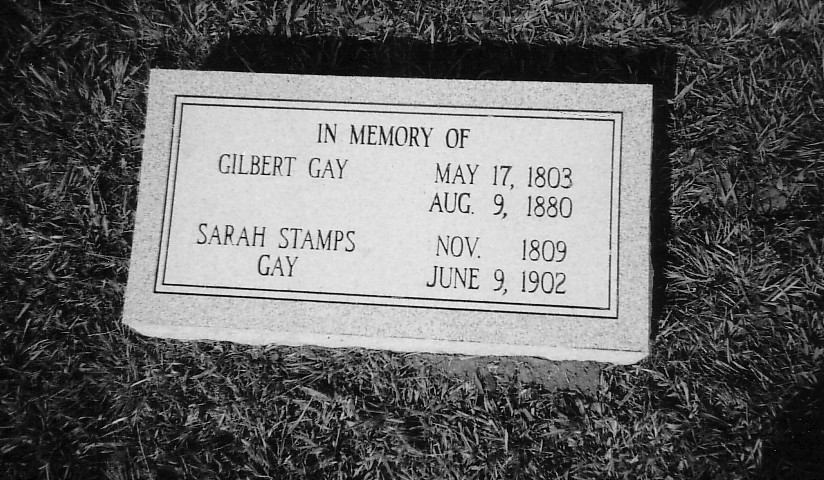 IN MEMORY OF
GILBERT GAY MAY 17, 1803
AUG. 9, 1880
SARAH STAMPS NOV. 1809
GAY JUNE 9, 1902